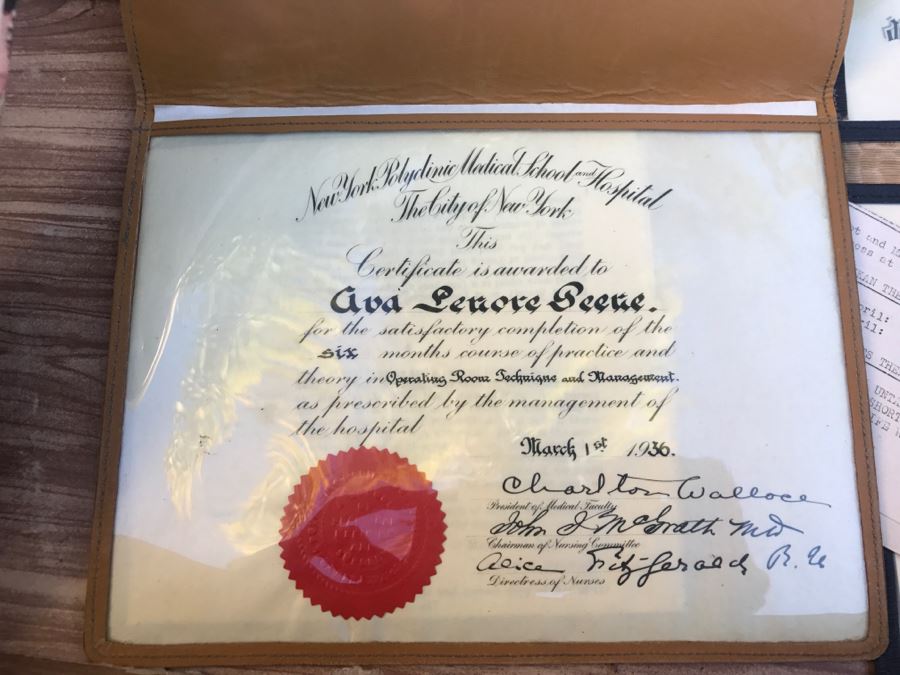 New York Polyclinic Medical School and Hospital
The City of New York
This
Certificate is awarded to
Ava Lenore
for the satisfactory completion of the
six months course of practice and
theory in Operating Room Technique and Management.
as prescribed by the management of
the hospital
March 1st 1936.
Charlton Wallace
President of Medical Faculty
John J. McGrath MD
Chairman of Nursing Committee
Alice FitzGerald R.N.
Directress of Nurses
at
SHORT